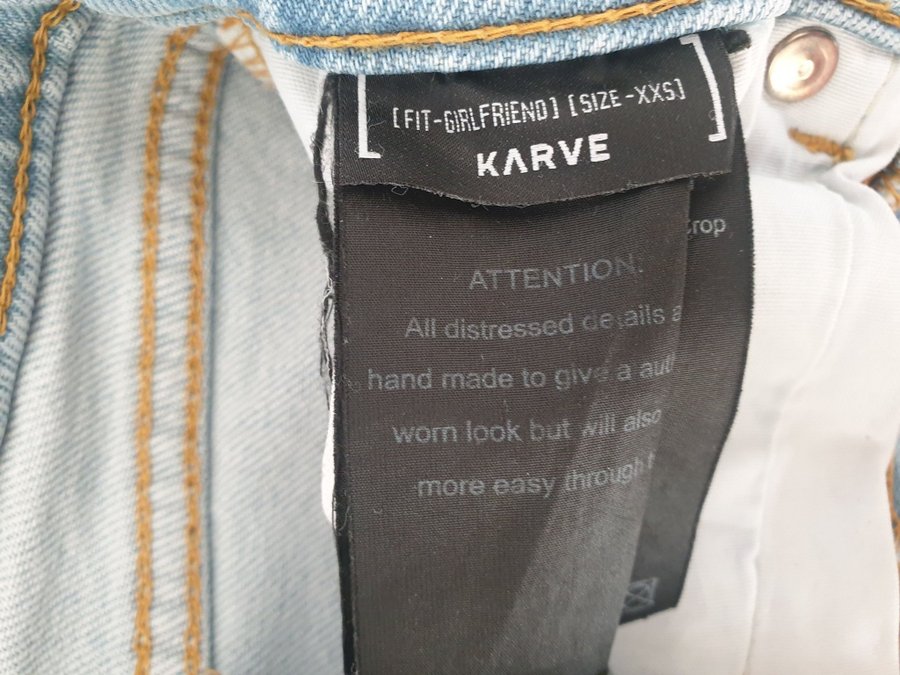 [FIT-GIRLFRIEND] [SIZE-XXS]
KARVE
ATTENTION.
All distressed details
hand made to give a
worn look but will also
more easy through